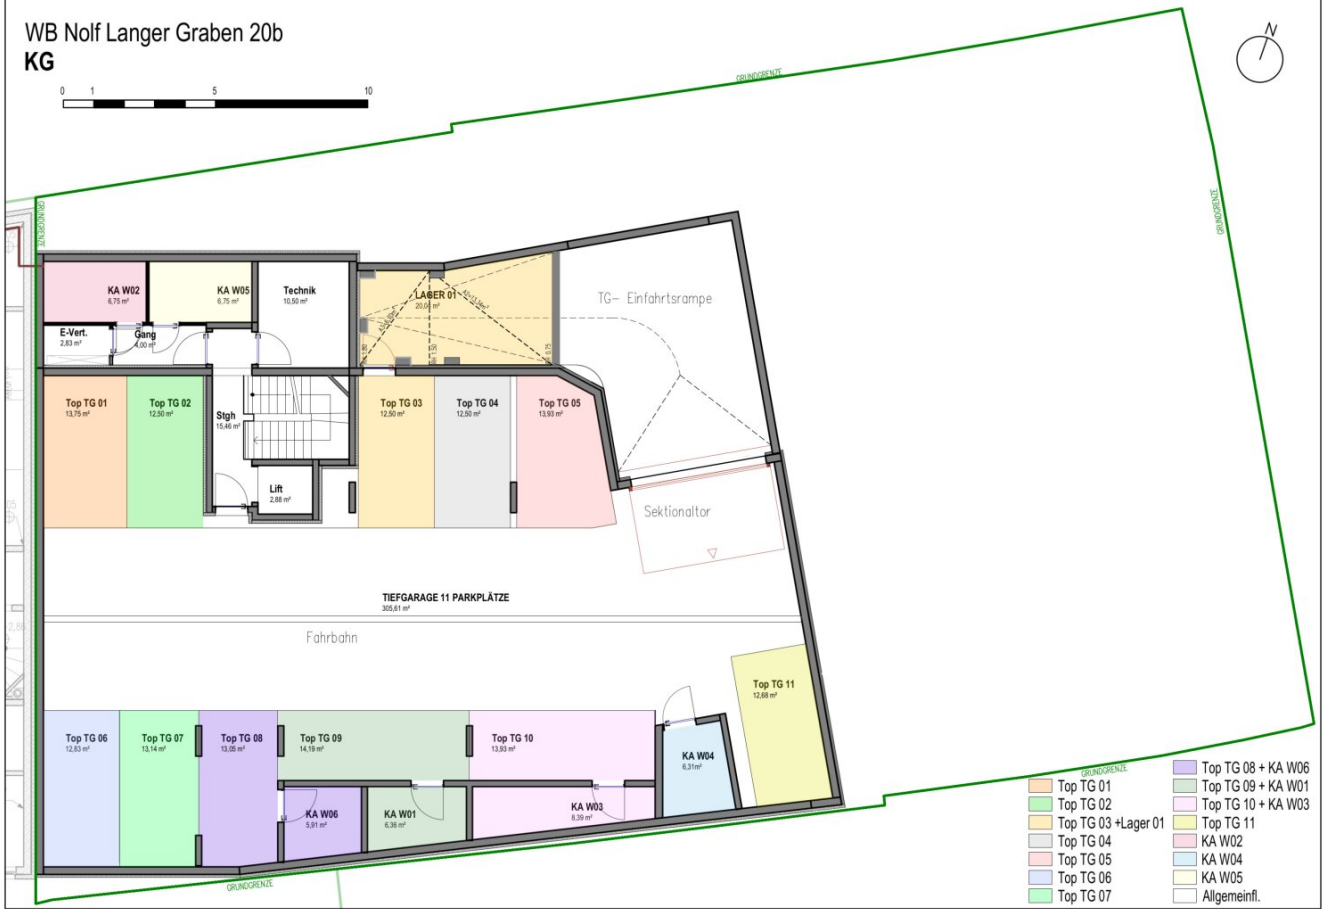 WB Nolf Langer Graben 20b
KG
N
0 1 5 10
GRUNDGRENZE
GRUNDGRENZE
GRUNDGRENZE
KA W02
6,75 m²
KA W05
6,75 m²
Technik
10,50 m²
LAGER 01
TG- Einfahrtsrampe
E-Vert.
2,83 m²
Gang
4,00 m²
Top TG 01
13,75 m²
Top TG 02
12,50 m²
Stgh
15,46 m²
Top TG 03
12,50 m²
Top TG 04
12,50 m²
Top TG 05
13,93 m²
Lift
2,88 m²
Sektionaltor
TIEFGARAGE 11 PARKPLÄTZE
305,61 m²
Fahrbahn
Top TG 11
12,68 m²
Top TG 06
12,83 m²
Top TG 07
13,14 m²
Top TG 08
13,05 m²
Top TG 09
14,19 m²
Top TG 10
13,93 m²
KA W04
6,31m²
KA W06
5,91 m²
KA W01
6,36 m²
KA W03
8,39 m²
GRUNDGRENZE
GRUNDGRENZE
Top TG 01
Top TG 02
Top TG 03 +Lager 01
Top TG 04
Top TG 05
Top TG 06
Top TG 07
Top TG 08 + KA W06
Top TG 09 + KA W01
Top TG 10 + KA W03
Top TG 11
KA W02
KA W04
KA W05
Allgemeinfl.